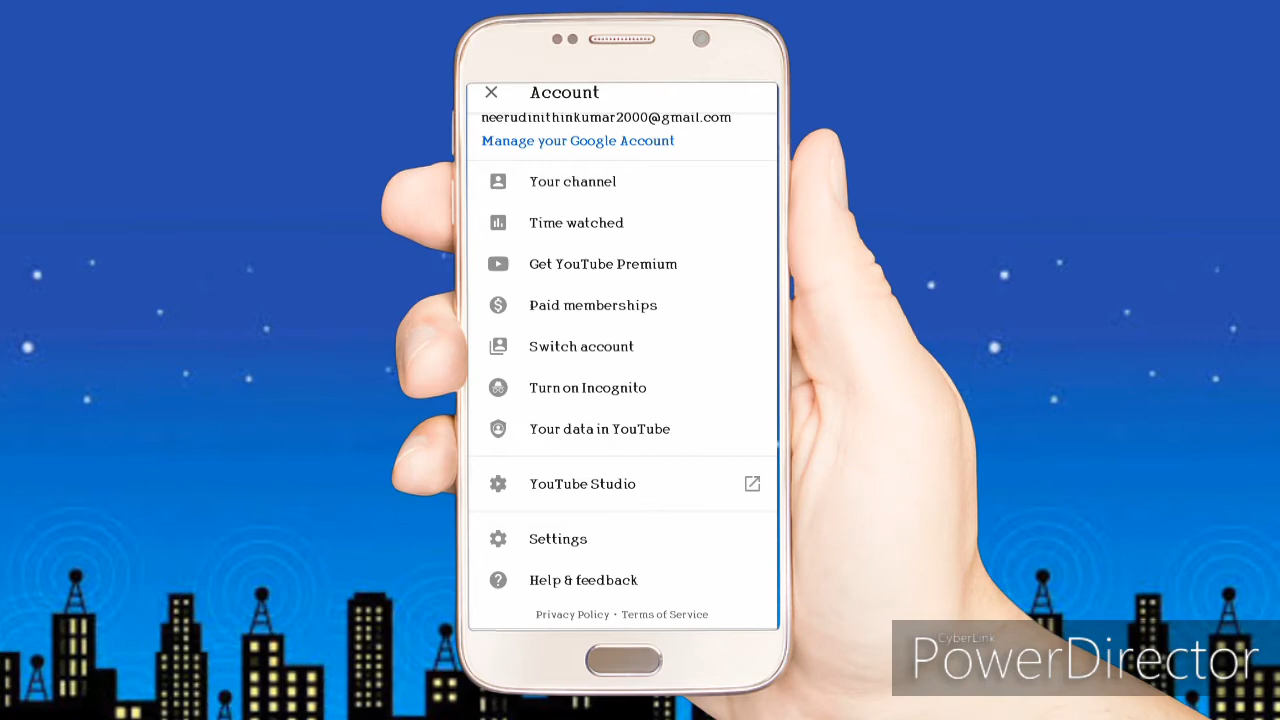 Account
neerudinithinkumar2000@gmail.com
Manage your Google Account
Your channel
Time watched
Get YouTube Premium
Paid memberships
Switch account
Turn on Incognito
Your data in YouTube
YouTube Studio
Settings
Help & feedback
Privacy Policy • Terms of Service
CyberLink
PowerDirector